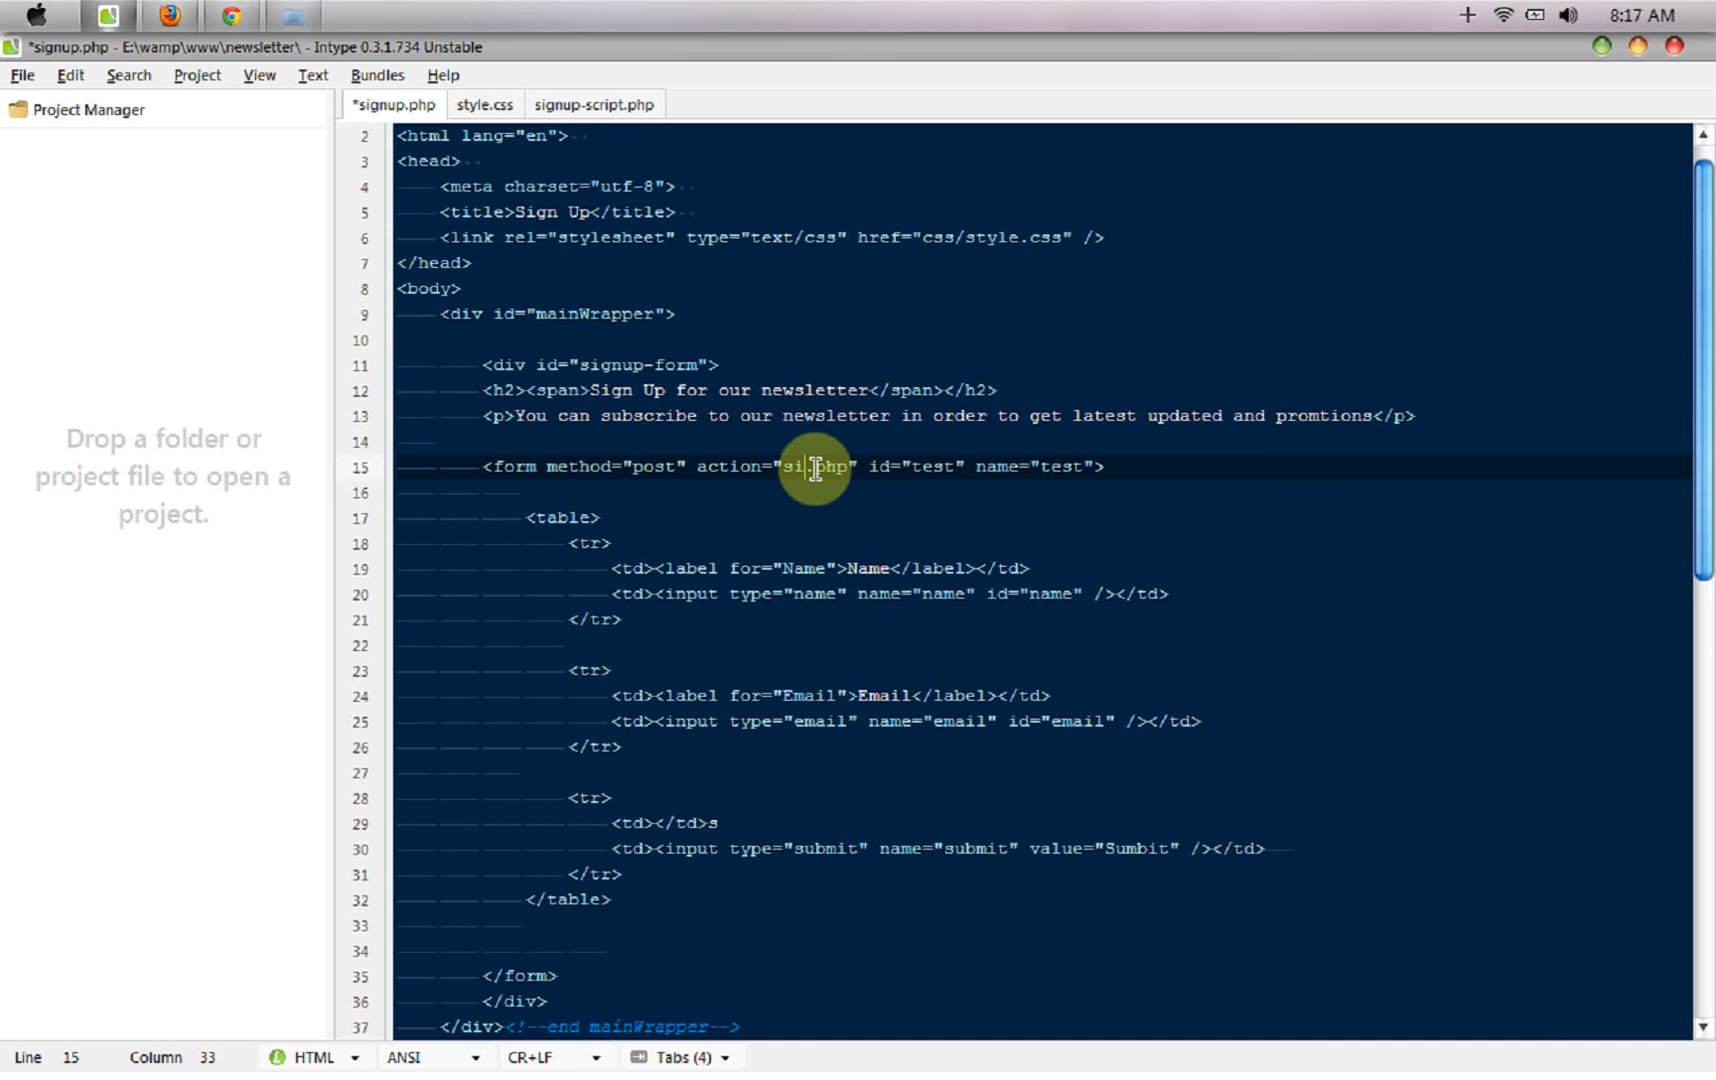 8:17 AM
*signup.php - E:\wamp\www\newsletter\ - Intype 0.3.1.734 Unstable
File Edit Search Project View Text Bundles Help
Project Manager
*signup.php style.css signup-script.php
2 <html lang="en">
3 <head>
4 <meta charset="utf-8">
5 <title>Sign Up</title>
6 <link rel="stylesheet" type="text/css" href="css/style.css" />
7 </head>
8 <body>
9 <div id="mainWrapper">
10
11 <div id="signup-form">
12 <h2><span>Sign Up for our newsletter</span></h2>
13 <p>You can subscribe to our newsletter in order to get latest updated and promtions</p>
14
15 <form method="post" action="si.php" id="test" name="test">
16
17 <table>
18 <tr>
19 <td><label for="Name">Name</label></td>
20 <td><input type="name" name="name" id="name" /></td>
21 </tr>
22
23 <tr>
24 <td><label for="Email">Email</label></td>
25 <td><input type="email" name="email" id="email" /></td>
26 </tr>
27
28 <tr>
29 <td></td>s
30 <td><input type="submit" name="submit" value="Sumbit" /></td>
31 </tr>
32 </table>
33
34
35 </form>
36 </div>
37 </div><!--end mainWrapper-->
Drop a folder or
project file to open a
project.
Line 15 Column 33 HTML ANSI CR+LF Tabs (4)